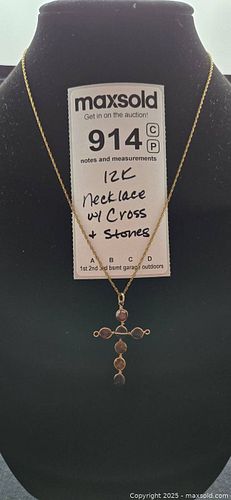 maxsold
Get in on the auction!
914 C
P
notes and measurements
12K
Necklace
w/ Cross
+ Stones
A B C D
1st 2nd 3rd bsmt garage outdoors
Copyright 2025 - maxsold.com